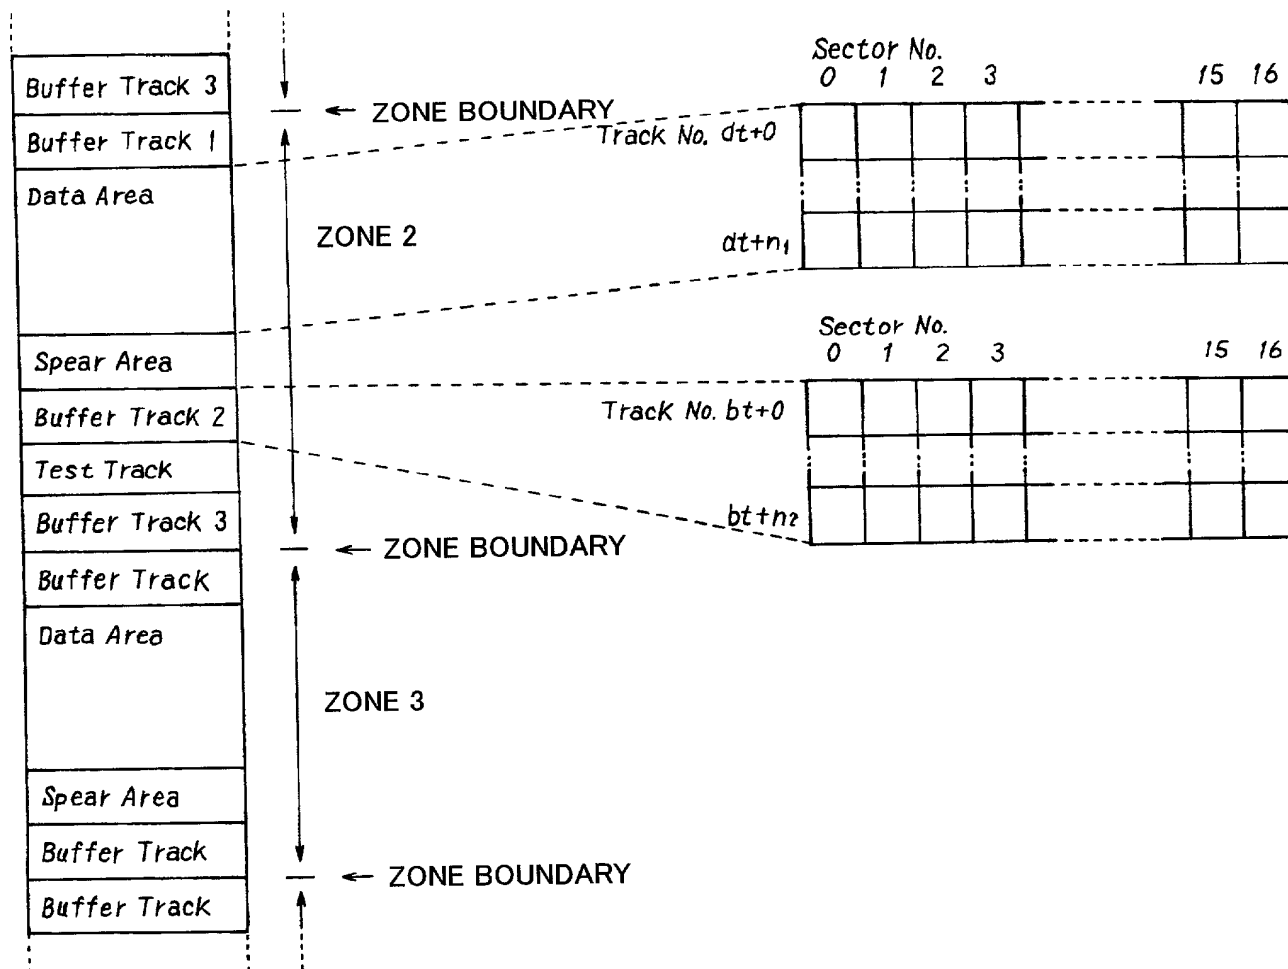 Buffer Track 3
ZONE BOUNDARY
Buffer Track 1
Data Area
ZONE 2
Spear Area
Buffer Track 2
Test Track
Buffer Track 3
ZONE BOUNDARY
Buffer Track
Data Area
ZONE 3
Spear Area
Buffer Track
ZONE BOUNDARY
Buffer Track
Sector No.
0 1 2 3 15 16
Track No. dt+0
dt+n1
Sector No.
0 1 2 3 15 16
Track No. bt+0
bt+n2